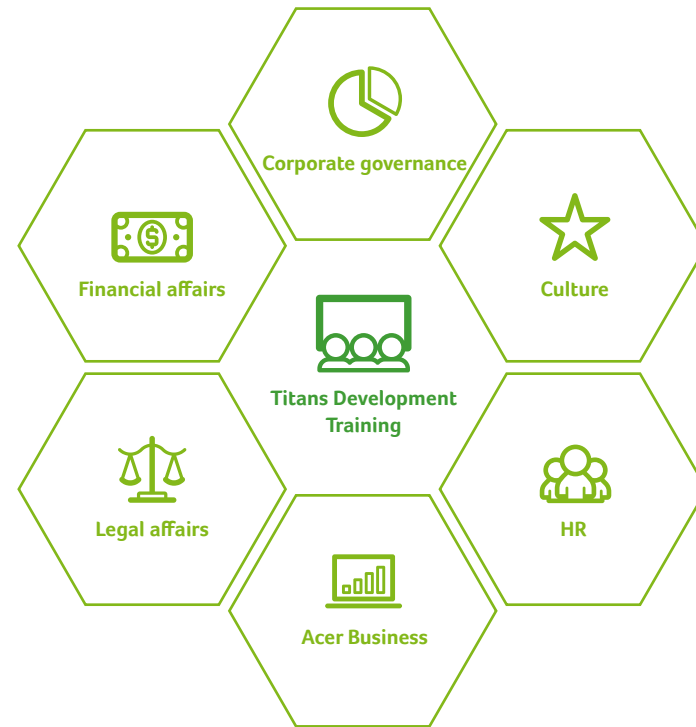 Corporate governance
Financial affairs
Culture
Titans Development
Training
Legal affairs
HR
Acer Business